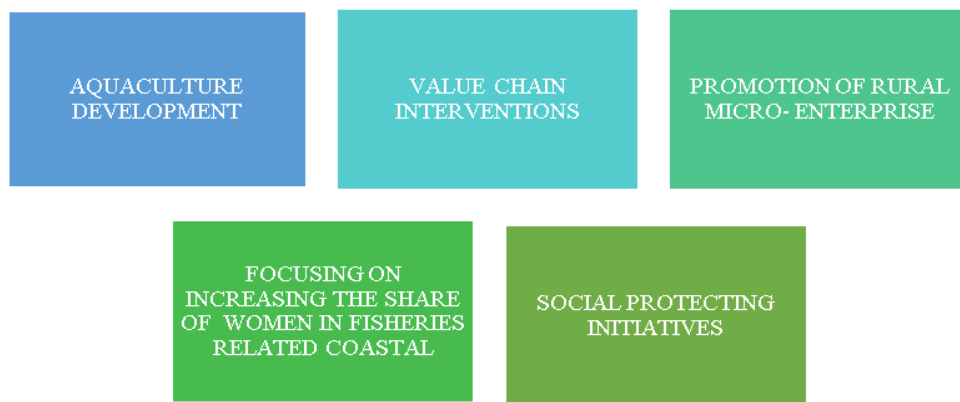 AQUACULTURE
DEVELOPMENT
VALUE CHAIN
INTERVENTIONS
PROMOTION OF RURAL
MICRO- ENTERPRISE
FOCUSING ON
INCREASING THE SHARE
OF WOMEN IN FISHERIES
RELATED COASTAL
SOCIAL PROTECTING
INITIATIVES